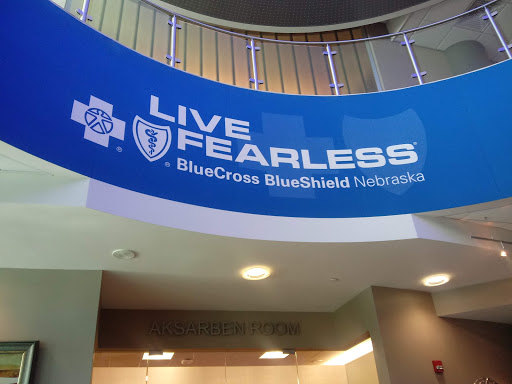 LIVE
FEARLESS®
® ® BlueCross BlueShield Nebraska
AKSARBEN ROOM